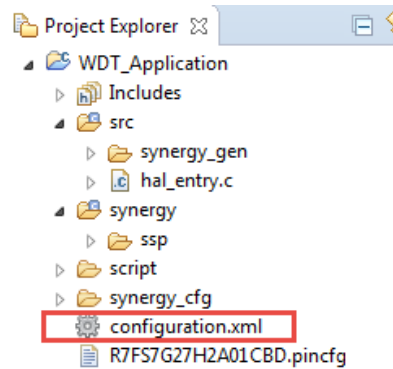 Project Explorer
WDT_Application
Includes
src
synergy_gen
hal_entry.c
synergy
ssp
script
synergy_cfg
configuration.xml
R7FS7G27H2A01CBD.pincfg